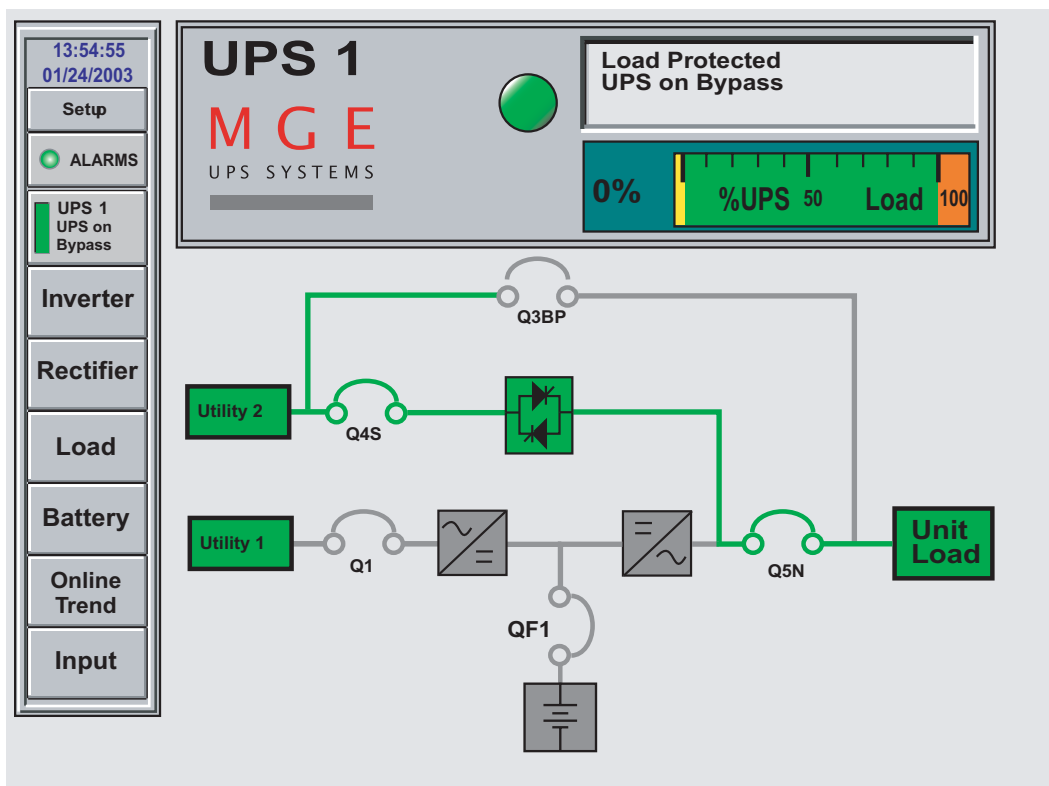 13:54:55
01/24/2003
Setup
ALARMS
UPS 1
UPS on
Bypass
Inverter
Rectifier
Load
Battery
Online
Trend
Input
UPS 1
MGE
UPS SYSTEMS
Load Protected
UPS on Bypass
0%
%UPS 50 Load 100
Q3BP
Utility 2
Q4S
Utility 1
Q1
Q5N
Unit
Load
QF1